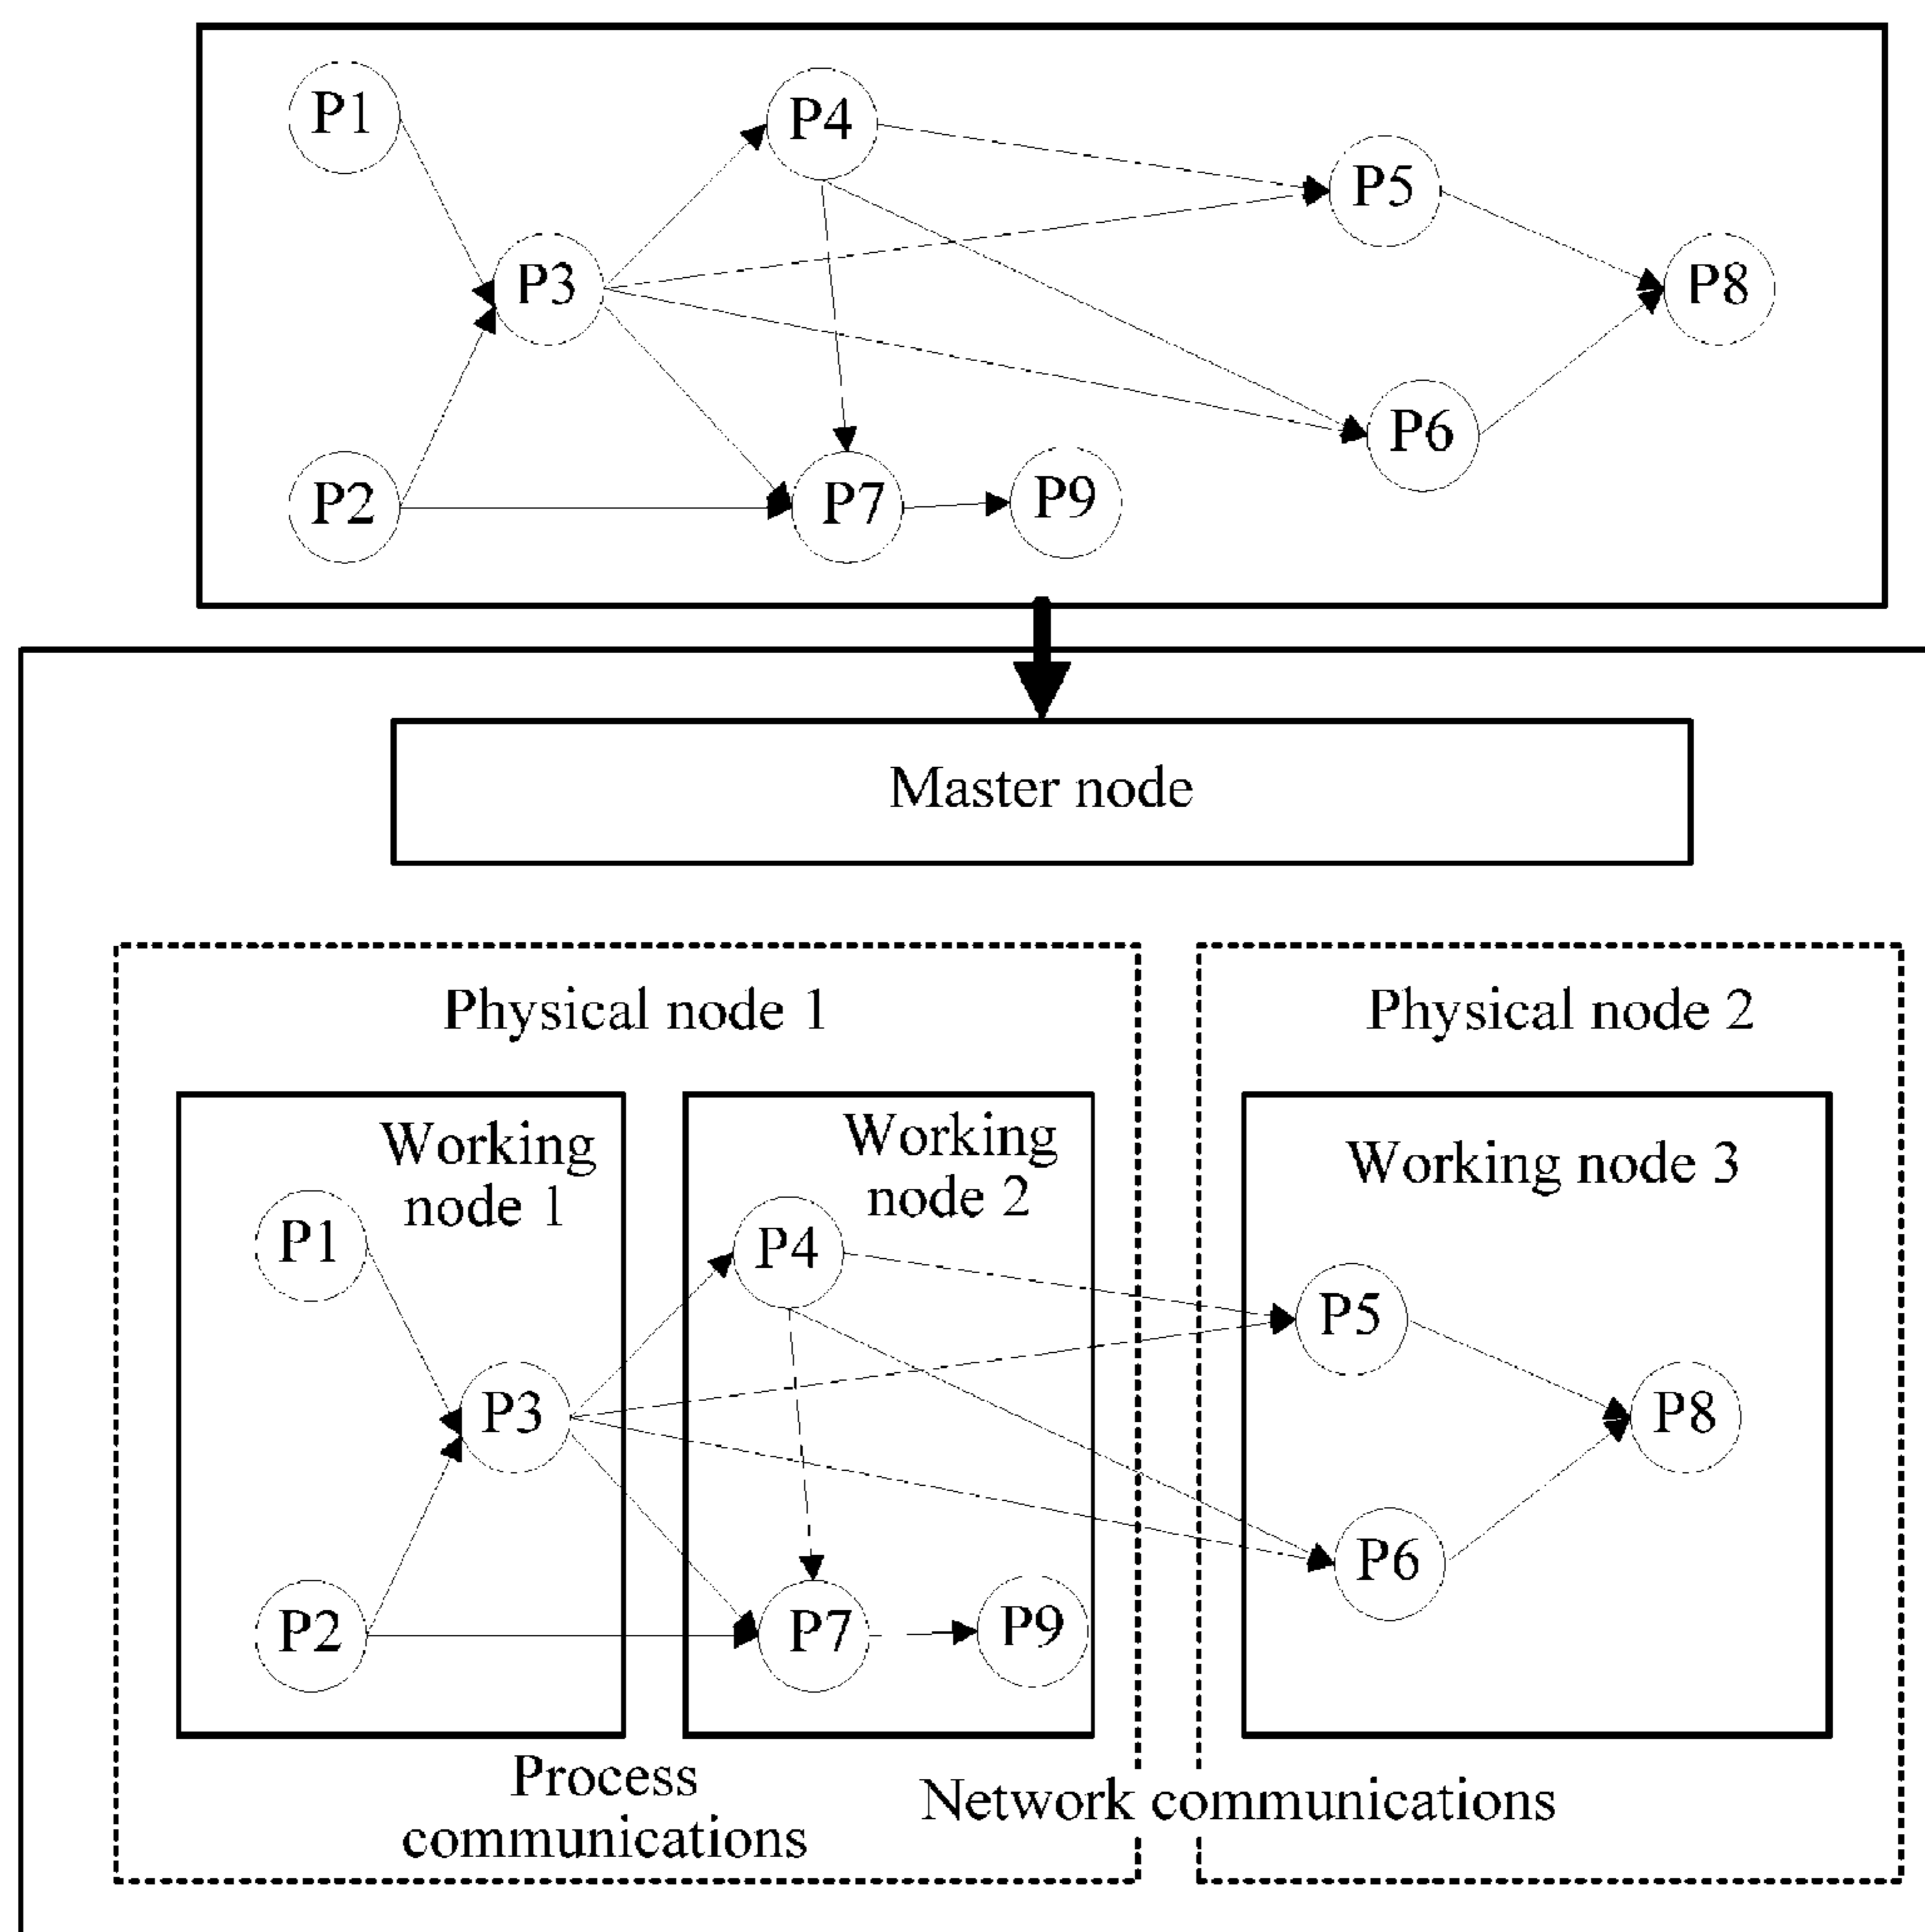 P1
P4
P5
P3
P8
P6
P2
P7
P9
Master node
Physical node 1
Physical node 2
Working
node 1
Working
node 2
Working node 3
P1
P4
P5
P3
P8
P6
P2
P7
P9
Process
communications
Network communications